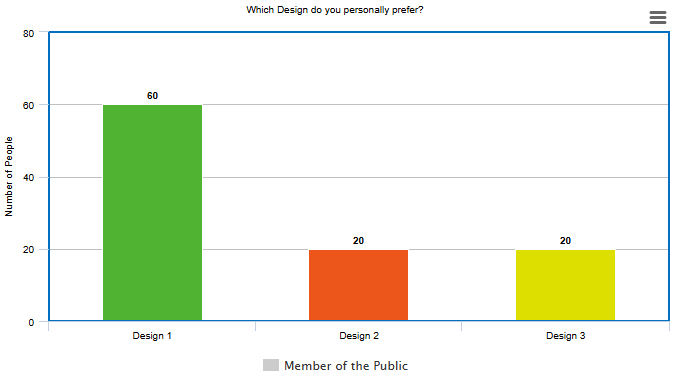 Which Design do you personally prefer?
80
60
40
20
0
Number of People
60
20
20
Design 1
Design 2
Design 3
Member of the Public